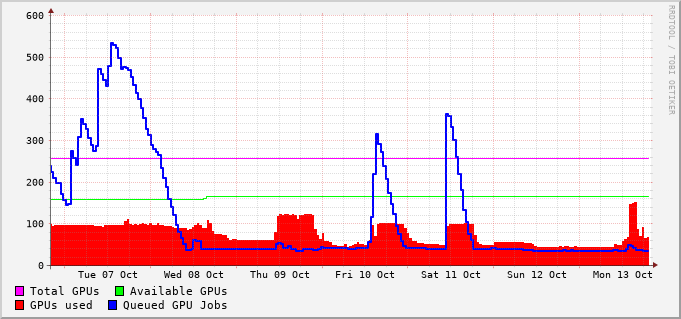 600
500
400
300
200
100
0
Tue 07 Oct Wed 08 Oct Thu 09 Oct Fri 10 Oct Sat 11 Oct Sun 12 Oct Mon 13 Oct
Total GPUs Available GPUs
GPUs used Queued GPU Jobs
RRDTOOL / TOBI OETIKER